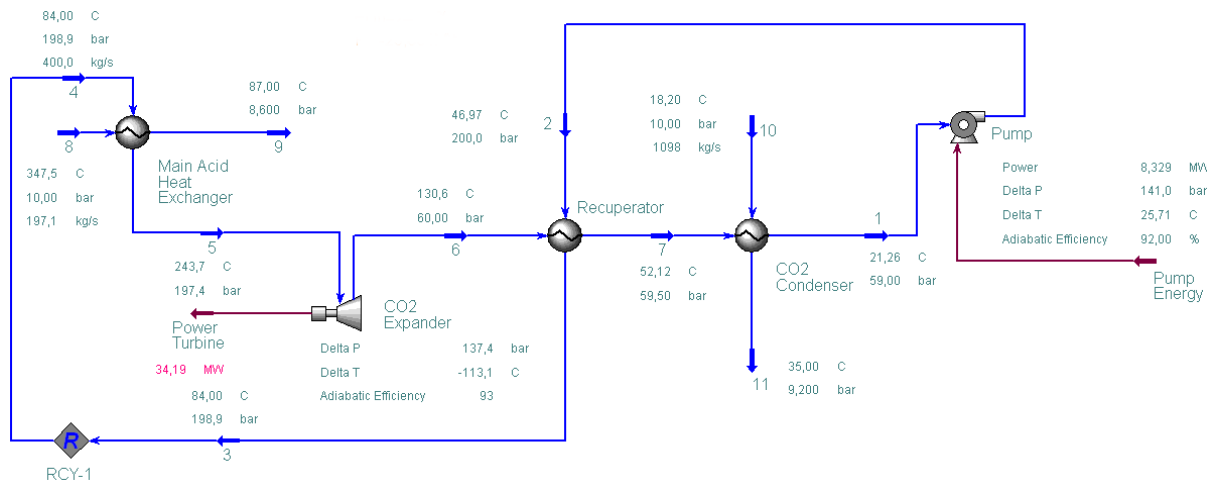 84,00 C
198,9 bar
400,0 kg/s
4
87,00 C
8,600 bar
8
9
347,5 C
10,00 bar
197,1 kg/s
Main Acid
Heat
Exchanger
5
243,7 C
197,4 bar
Power
Turbine
34,19 MW
CO2
Expander
Delta P 137,4 bar
Delta T -113,1 C
Adiabatic Efficiency 93
130,6 C
60,00 bar
6
46,97 C
200,0 bar
2
Recuperator
7
52,12 C
59,50 bar
18,20 C
10,00 bar
1098 kg/s
10
CO2
Condenser
1
21,26 C
59,00 bar
11
35,00 C
9,200 bar
Pump
Power 8,329 MW
Delta P 141,0 bar
Delta T 25,71 C
Adiabatic Efficiency 92,00 %
Pump
Energy
84,00 C
198,9 bar
3
R
RCY-1